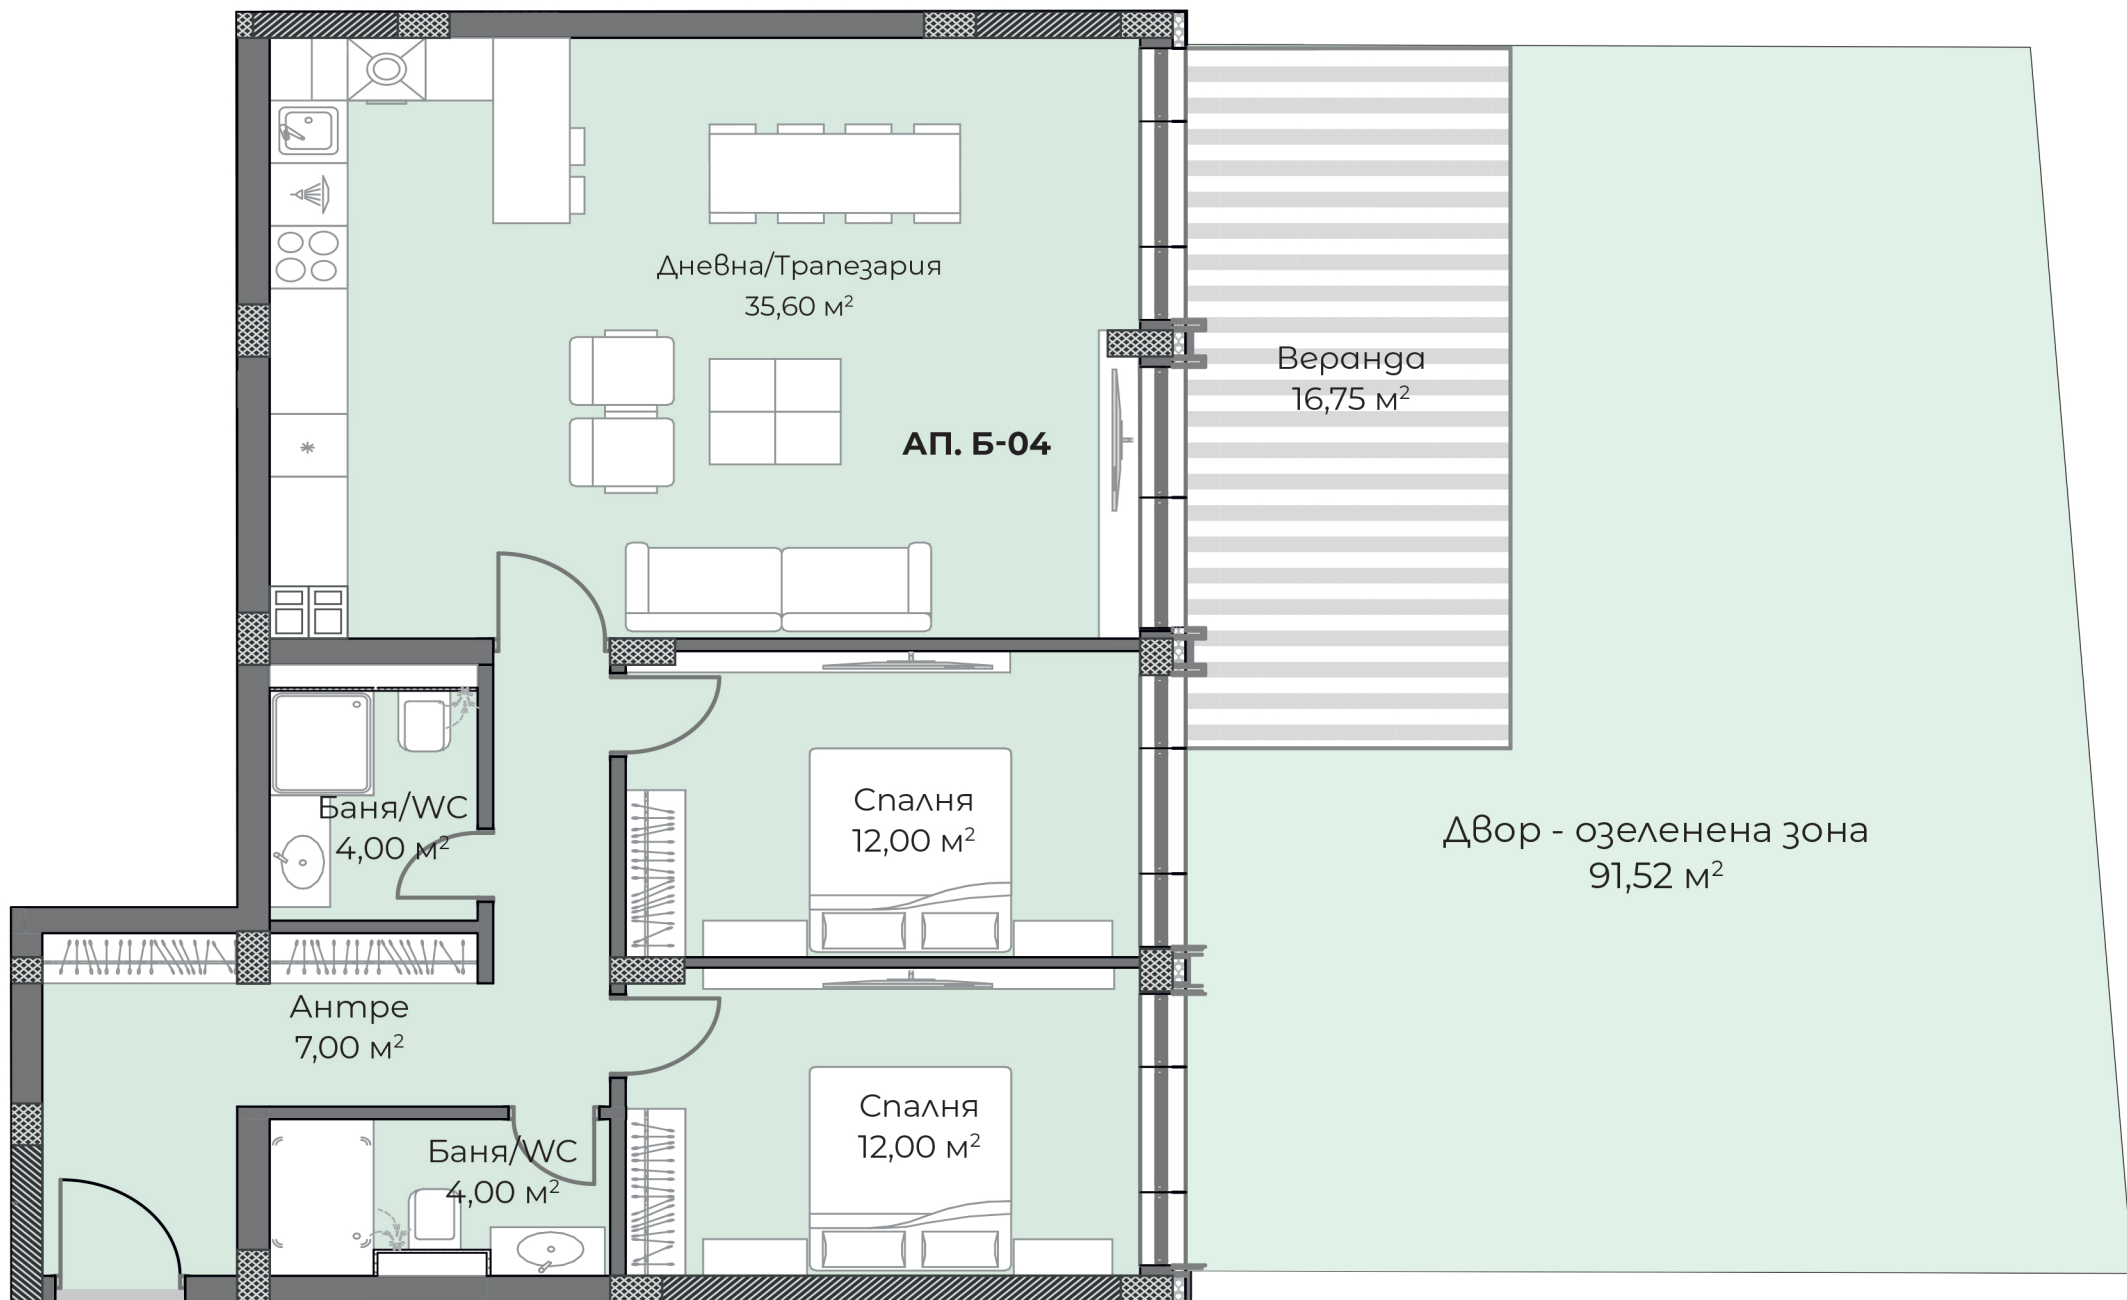 Дневна/Трапезария
35,60 м²
Веранда
16,75 м²
АП. Б-04
Баня/WC
4,00 м²
Спалня
12,00 м²
Двор - озеленена зона
91,52 м²
Антре
7,00 м²
Спалня
12,00 м²
Баня/WC
4,00 м²